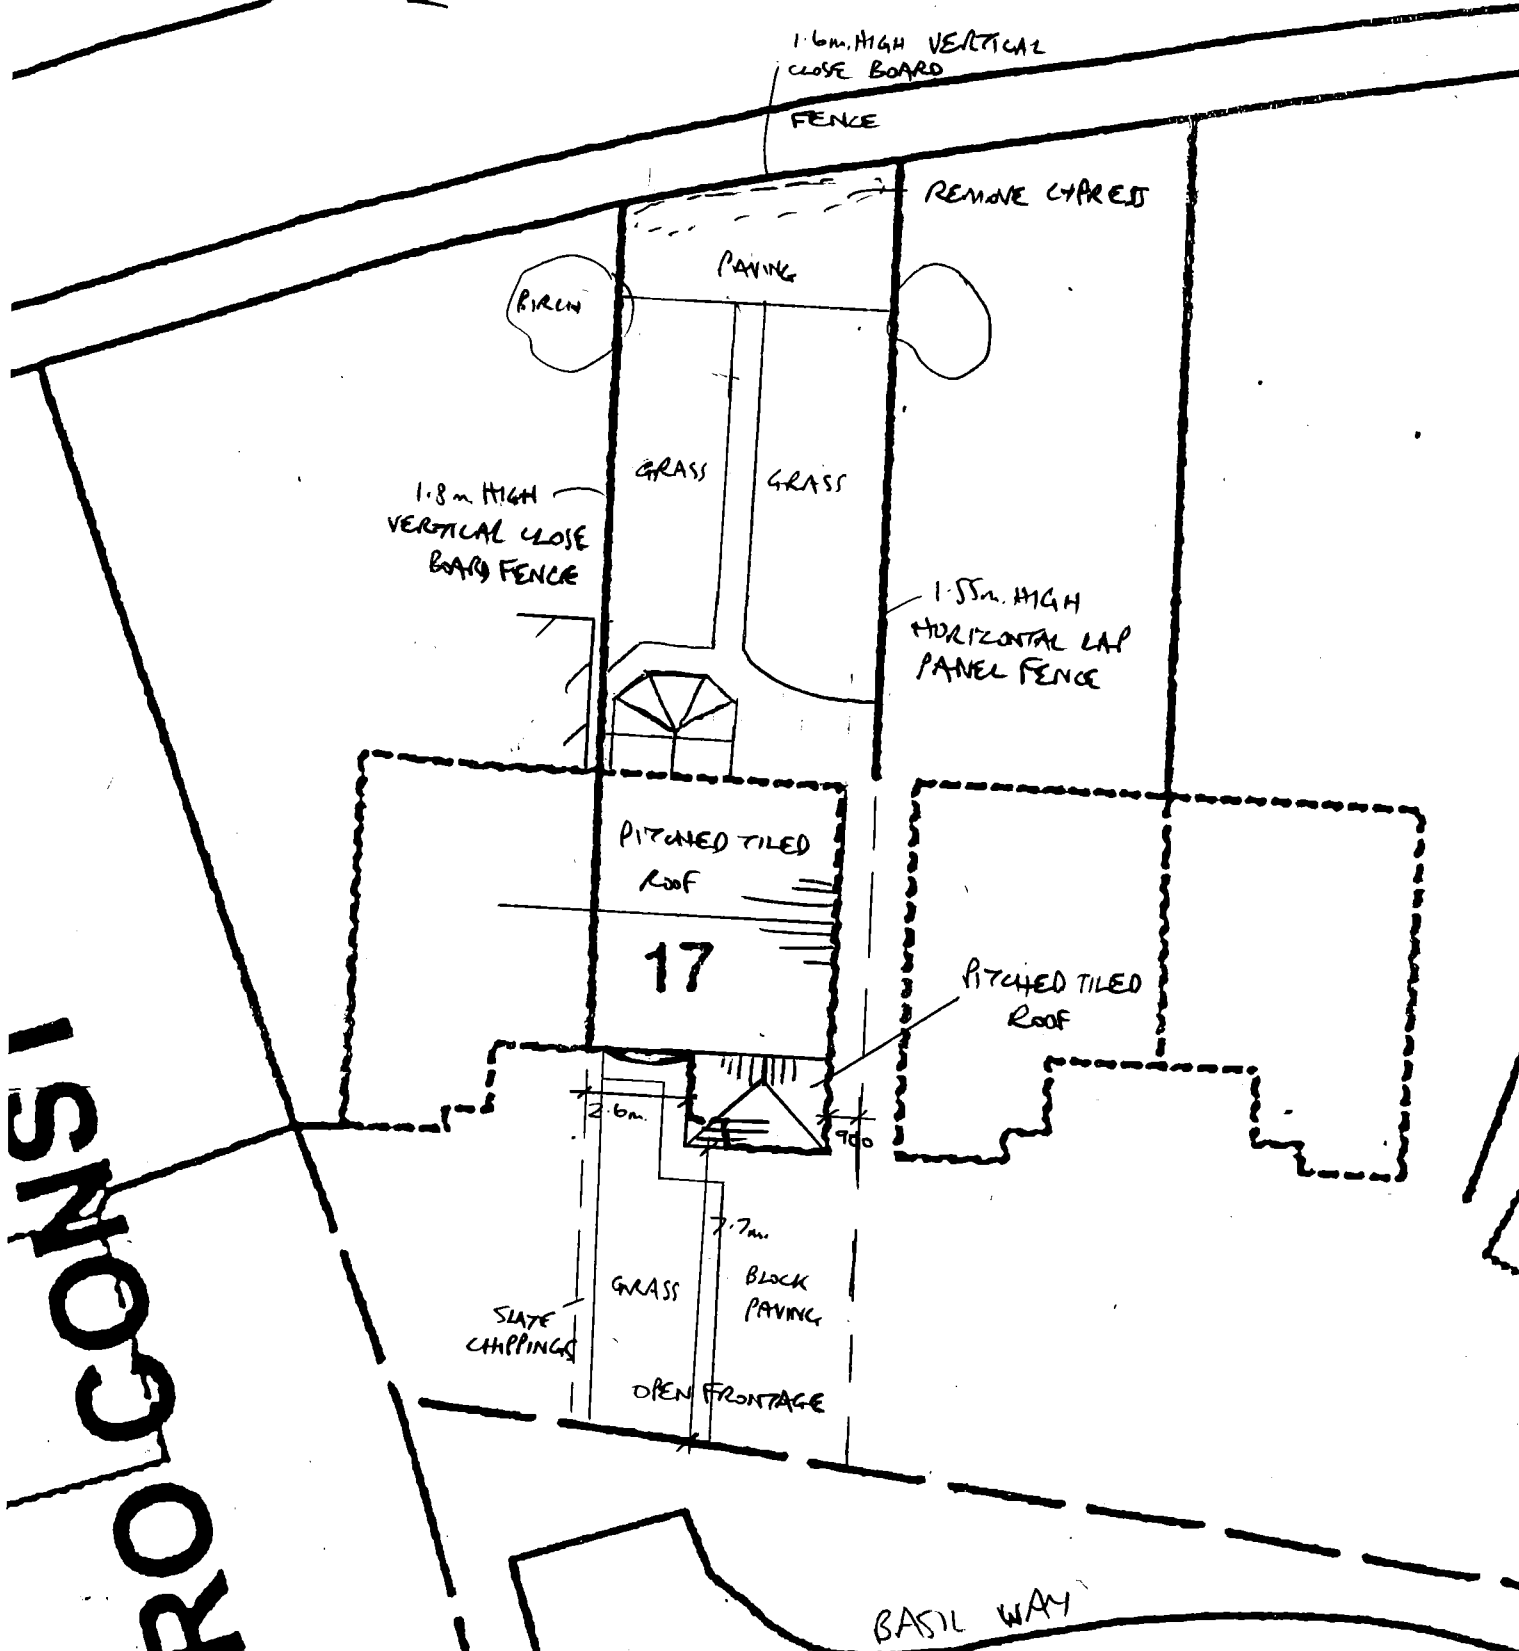 1.6m. HIGH VERTICAL
CLOSE BOARD
FENCE
REMOVE CYPRESS
PAVING
BIRCH
GRASS
GRASS
1.8m HIGH
VERTICAL CLOSE
BOARD FENCE
1.55m. HIGH
HORIZONTAL LAP
PANEL FENCE
PITCHED TILED
ROOF
17
PITCHED TILED
ROOF
2.6m.
900
7.7m.
GRASS
BLOCK
PAVING
SLATE
CHIPPINGS
OPEN FRONTAGE
BASIL WAY
RO CONS